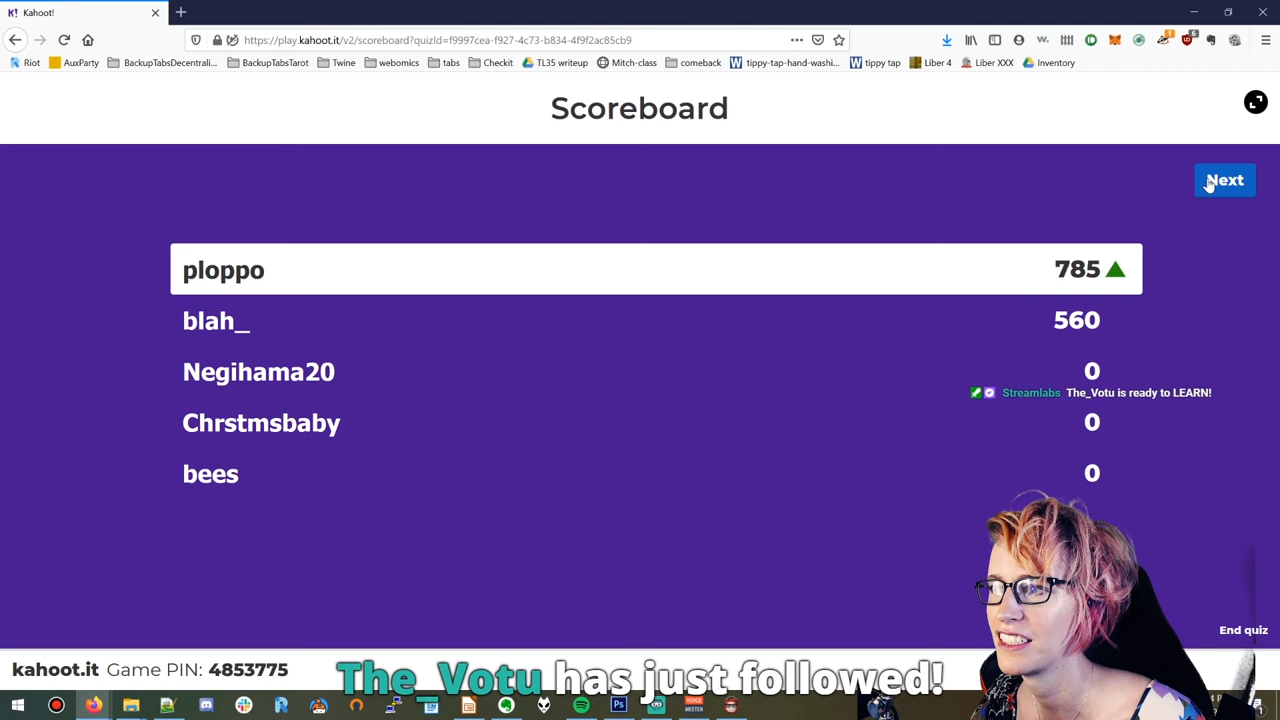 K! Kahoot!
https://play.kahoot.it/v2/scoreboard?quizId=f9997cea-f927-4c73-b834-4f9f2ac85cb9
Riot AuxParty BackupTabsDecentrali... BackupTabsTarot Twine webomics tabs Checkit TL35 writeup Mitch-class comeback tippy-tap-hand-washi... tippy tap Liber 4 Liber XXX Inventory
Scoreboard
Next
ploppo 785
blah_ 560
Negihama20 0
Streamlabs The_Votu is ready to LEARN!
Chrstmsbaby 0
bees 0
End quiz
kahoot.it Game PIN: 4853775
The_Votu has just followed!